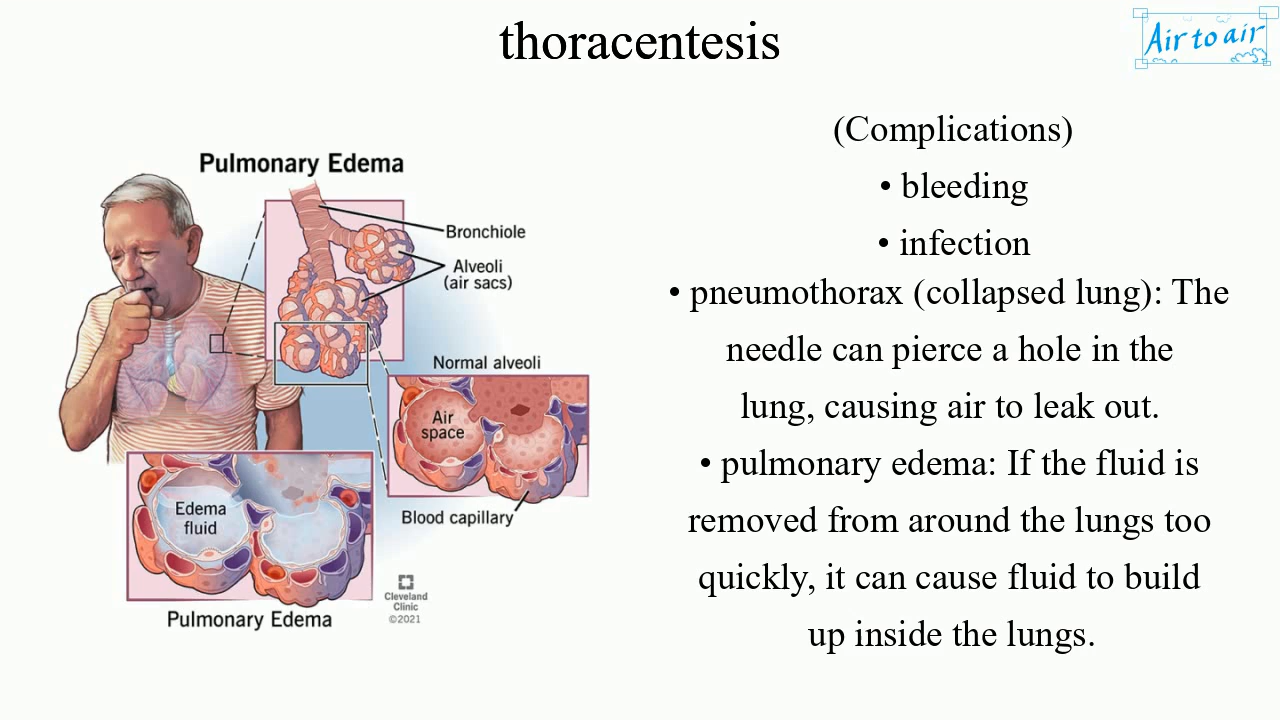 thoracentesis
Air to air
Pulmonary Edema
Bronchiole
Alveoli
(air sacs)
Normal alveoli
Air
space
Edema
fluid
Blood capillary
Cleveland
Clinic
©2021
Pulmonary Edema
(Complications)
• bleeding
• infection
• pneumothorax (collapsed lung): The
needle can pierce a hole in the
lung, causing air to leak out.
• pulmonary edema: If the fluid is
removed from around the lungs too
quickly, it can cause fluid to build
up inside the lungs.